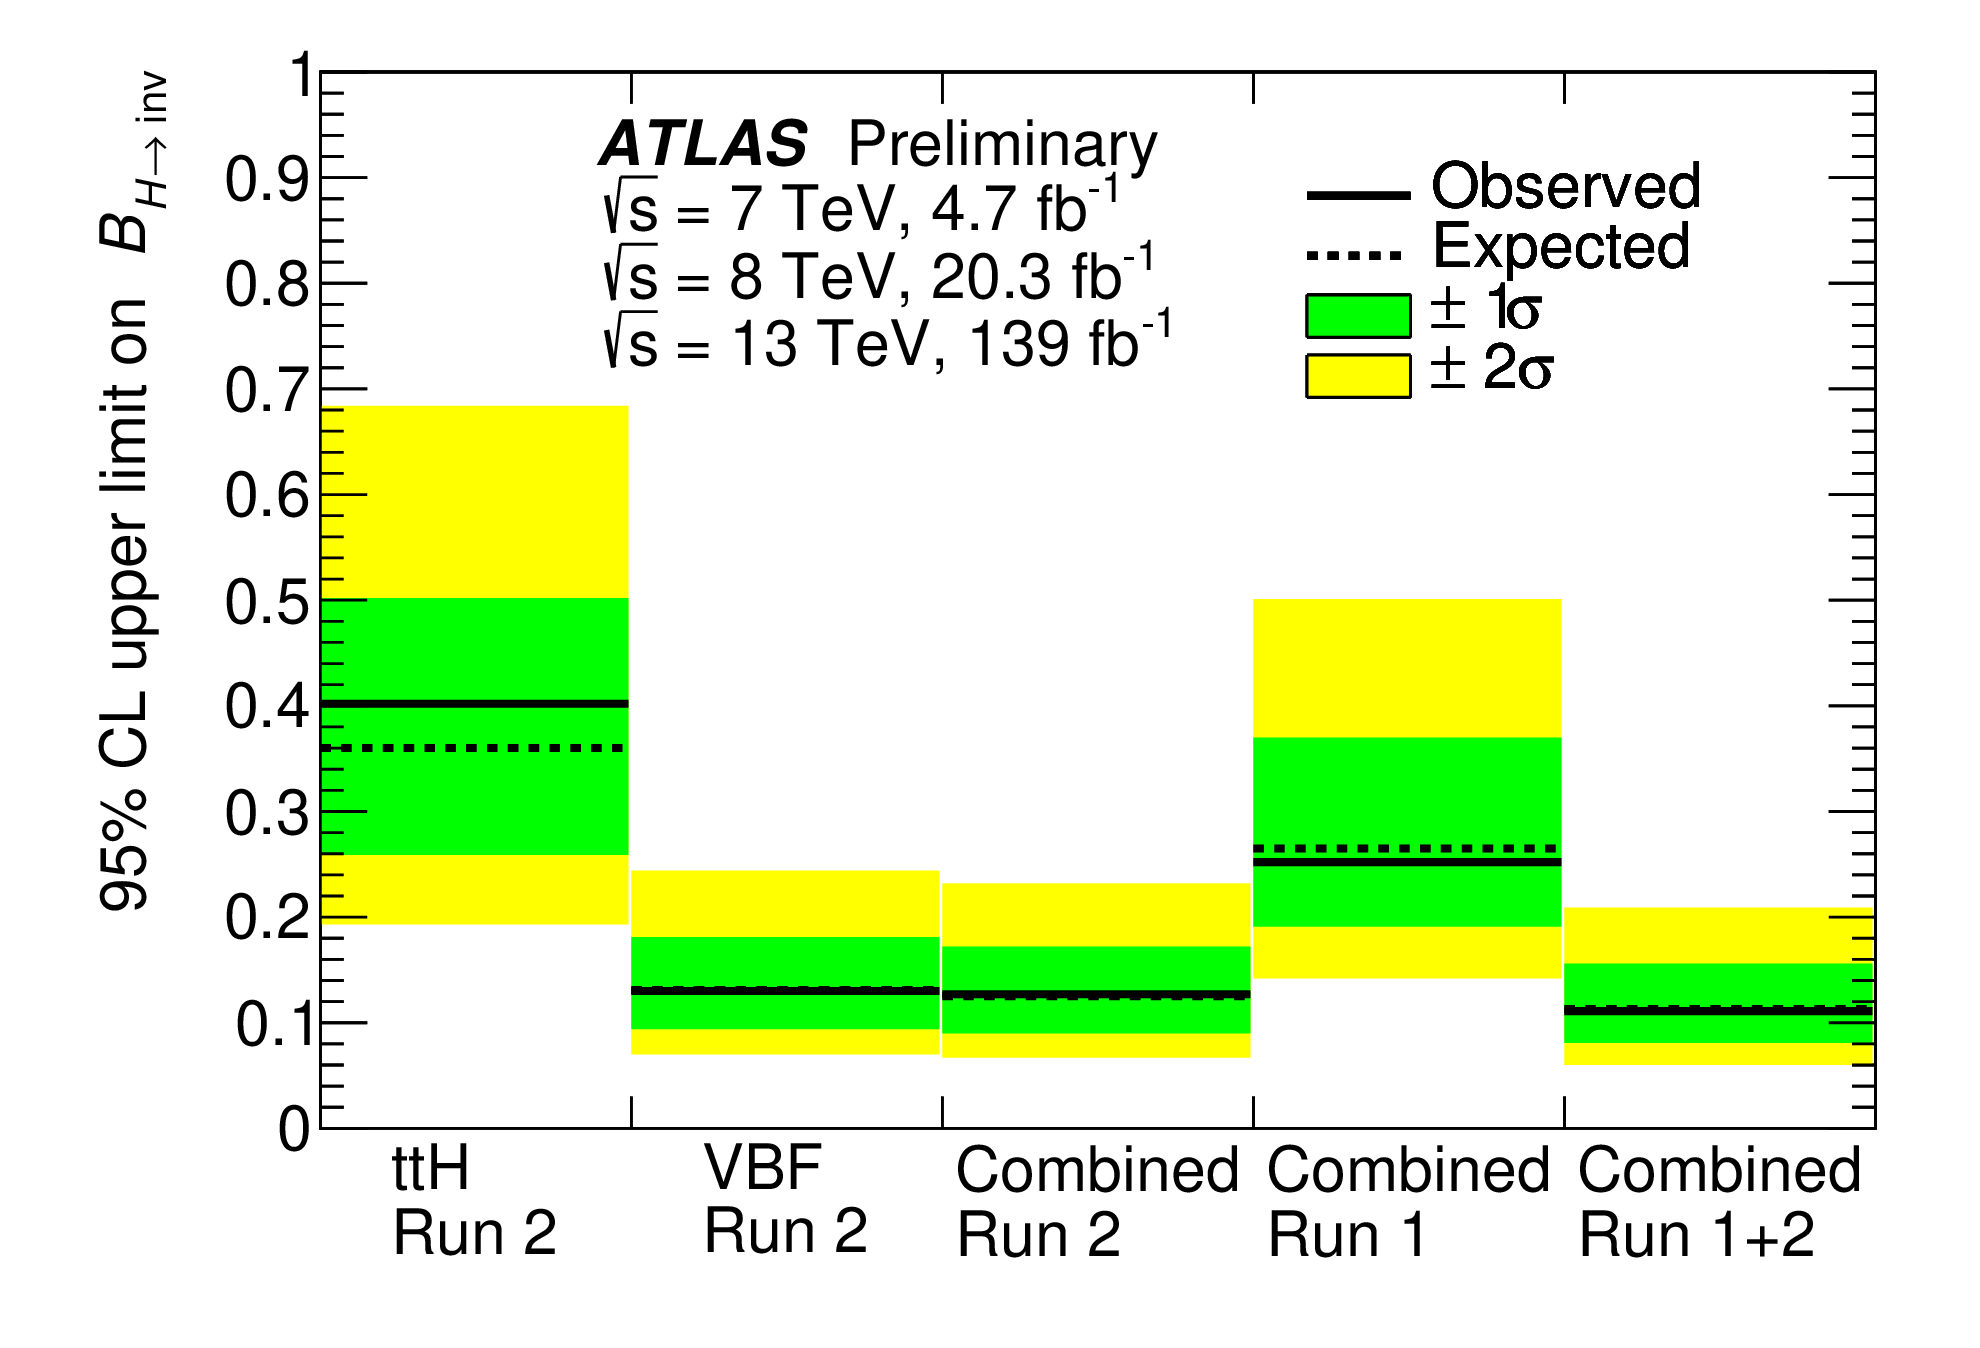 95% CL upper limit on B_{H→ inv}
1
0.9
0.8
0.7
0.6
0.5
0.4
0.3
0.2
0.1
0
ATLAS Preliminary
√s = 7 TeV, 4.7 fb⁻¹
√s = 8 TeV, 20.3 fb⁻¹
√s = 13 TeV, 139 fb⁻¹
Observed
Expected
± 1σ
± 2σ
ttH
Run 2
VBF
Run 2
Combined
Run 2
Combined
Run 1
Combined
Run 1+2